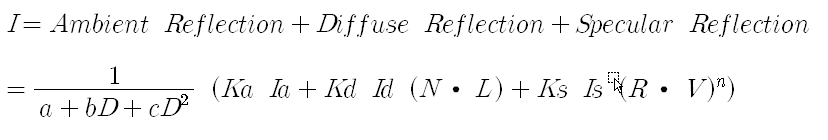 I = Ambient Reflection + Diffuse Reflection + Specular Reflection
= 1 / (a + bD + cD²) (Ka Ia + Kd Id (N • L) + Ks Is (R • V)ⁿ)